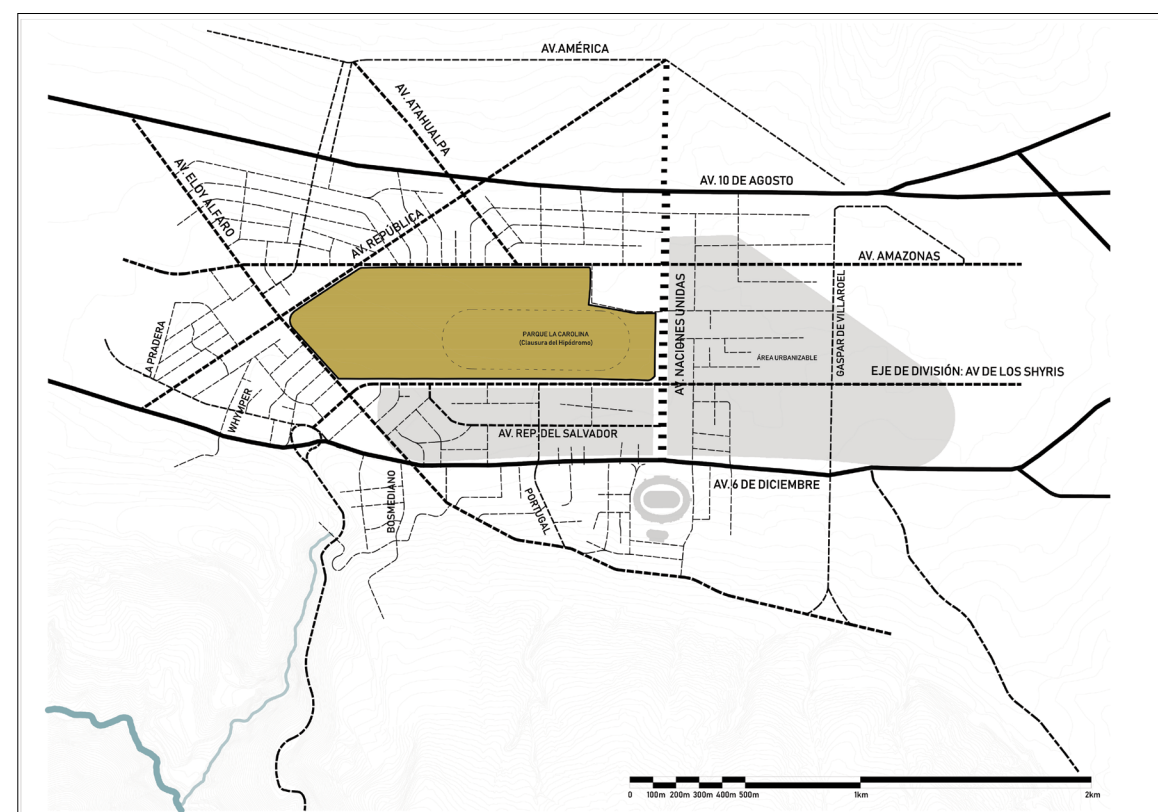 AV.AMÉRICA
AV. ATAHUALPA
AV. ELOY ALFARO
AV. 10 DE AGOSTO
AV. REPÚBLICA
AV. AMAZONAS
AV. NACIONES UNIDAS
GASPAR DE VILLAROEL
LA PRADERA
PARQUE LA CAROLINA
(Clausura del Hipódromo)
ÁREA URBANIZABLE
EJE DE DIVISIÓN: AV DE LOS SHYRIS
WHYMPER
AV. REP. DEL SALVADOR
BOSMEDIANO
PORTUGAL
AV. 6 DE DICIEMBRE
0 100m 200m 300m 400m 500m 1km 2km